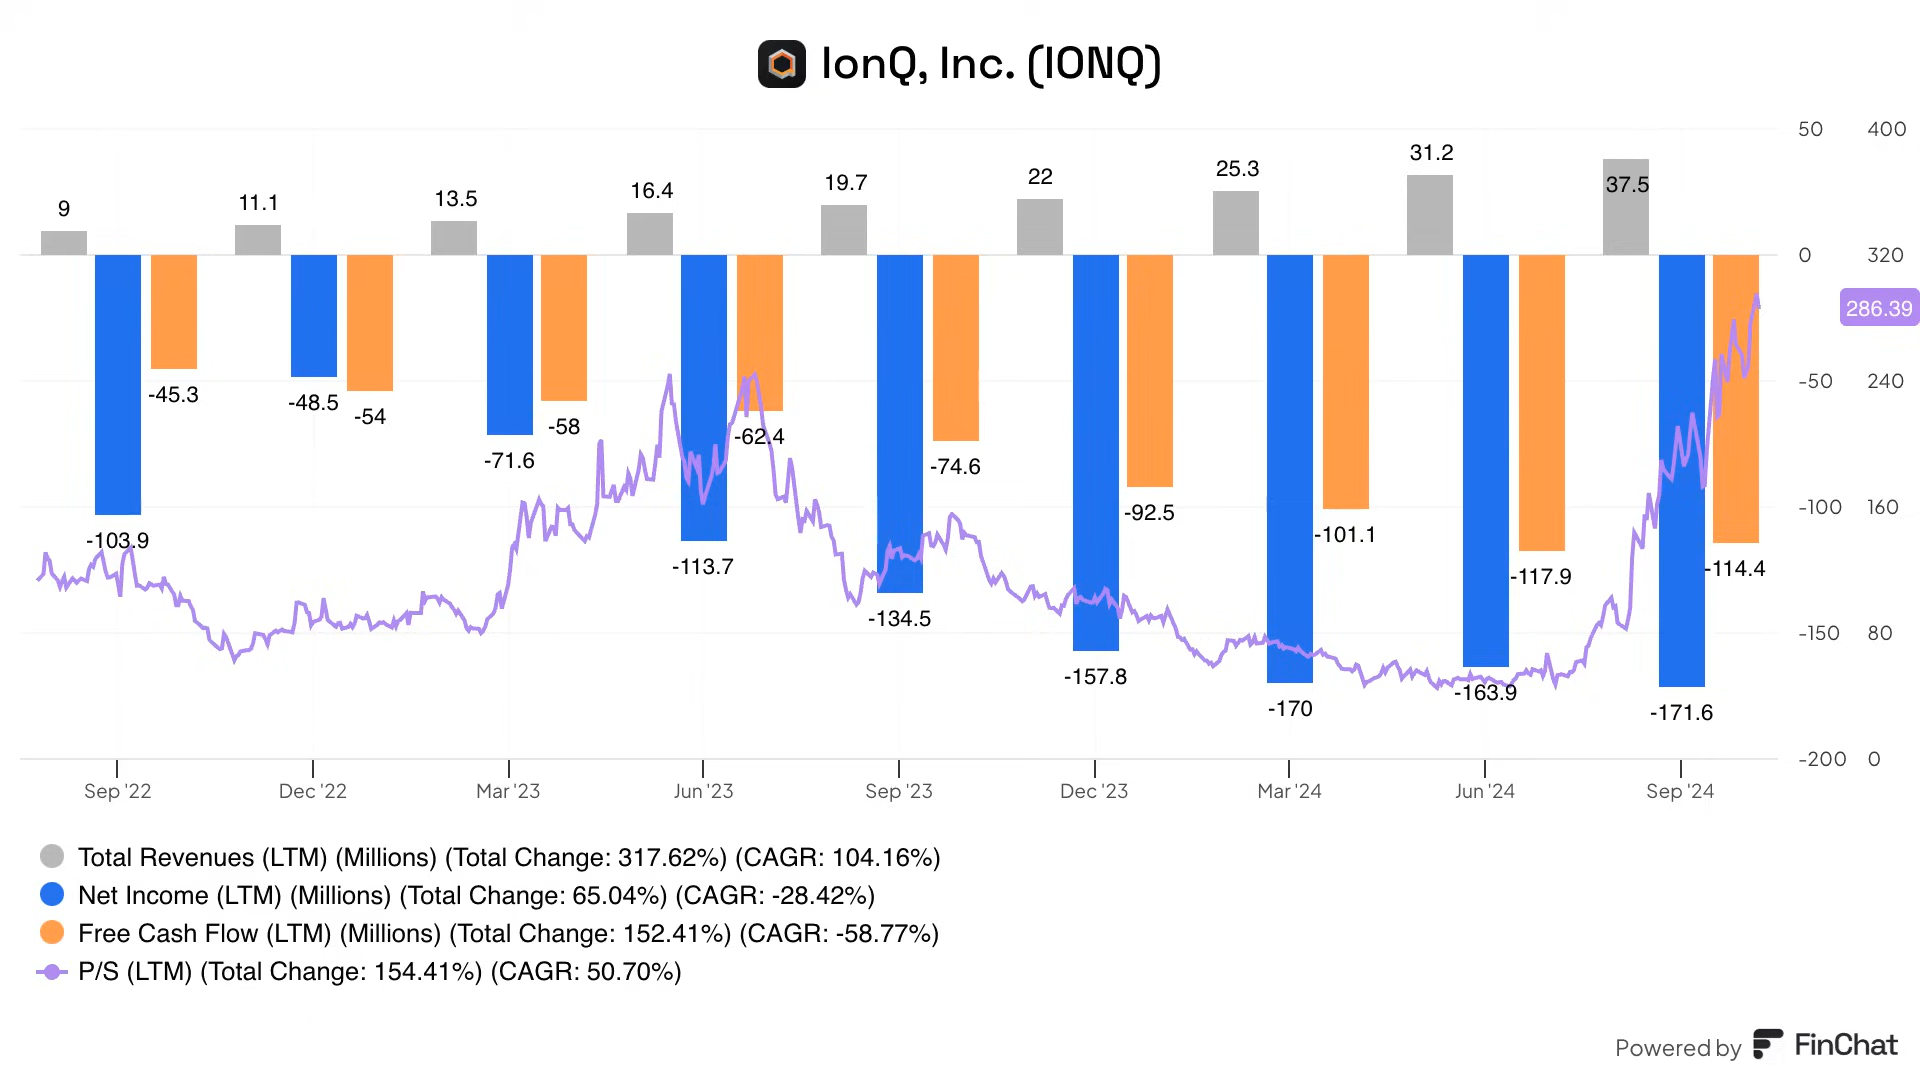 IonQ, Inc. (IONQ)
50 400
0 320
286.39
-50 240
-100 160
-150 80
-200 0
9 11.1 13.5 16.4 19.7 22 25.3 31.2 37.5
-103.9 -48.5 -71.6 -113.7 -134.5 -157.8 -170 -163.9 -171.6
-45.3 -54 -58 -62.4 -74.6 -92.5 -101.1 -117.9 -114.4
Sep '22 Dec '22 Mar '23 Jun '23 Sep '23 Dec '23 Mar '24 Jun '24 Sep '24
Total Revenues (LTM) (Millions) (Total Change: 317.62%) (CAGR: 104.16%)
Net Income (LTM) (Millions) (Total Change: 65.04%) (CAGR: -28.42%)
Free Cash Flow (LTM) (Millions) (Total Change: 152.41%) (CAGR: -58.77%)
P/S (LTM) (Total Change: 154.41%) (CAGR: 50.70%)
Powered by FinChat